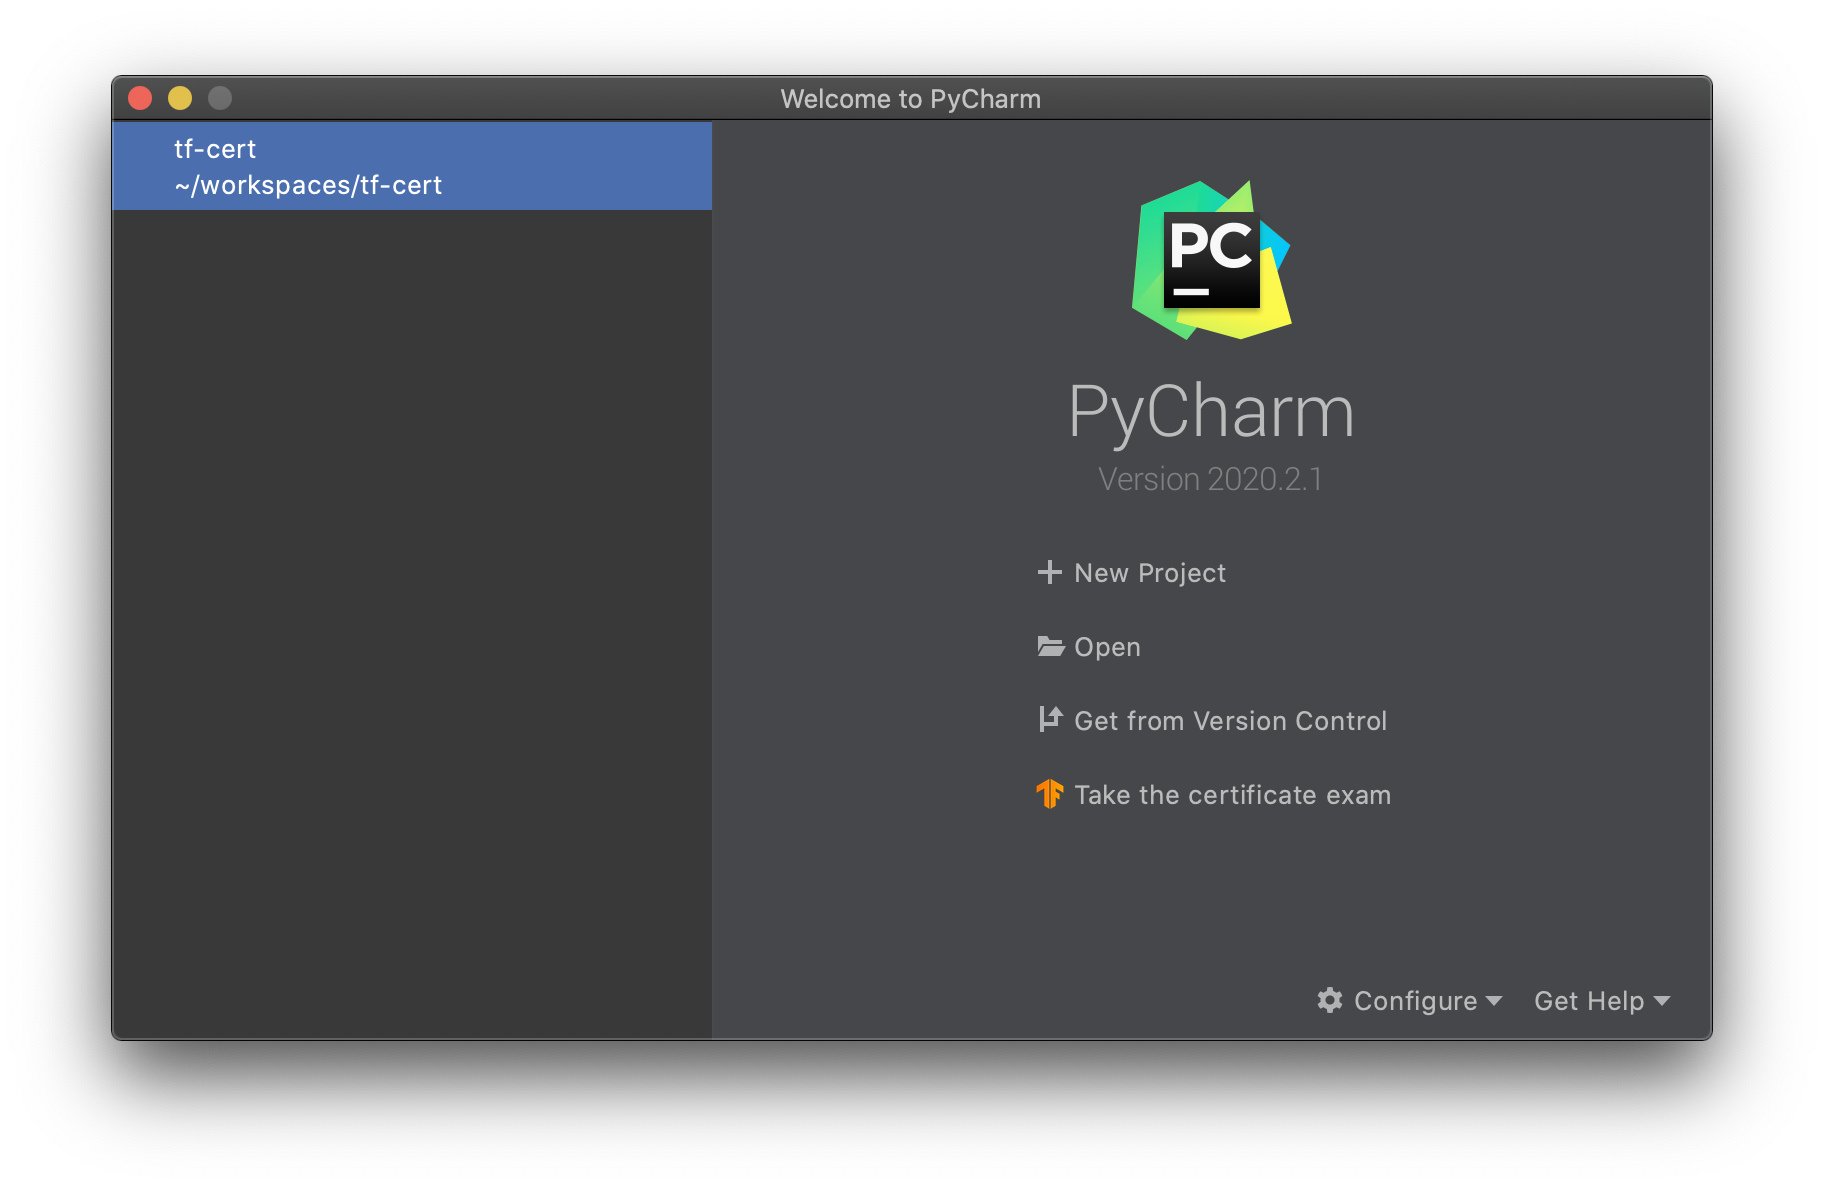 Welcome to PyCharm
tf-cert
~/workspaces/tf-cert
PC
PyCharm
Version 2020.2.1
New Project
Open
Get from Version Control
Take the certificate exam
Configure
Get Help